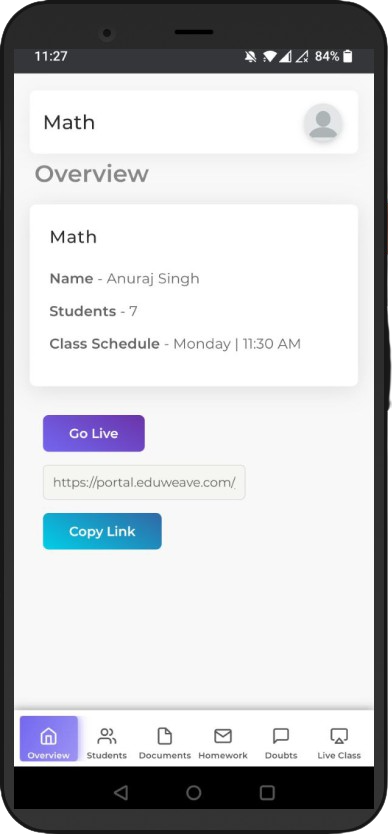 11:27
84%
Math
Overview
Math
Name - Anuraj Singh
Students - 7
Class Schedule - Monday | 11:30 AM
Go Live
https://portal.eduweave.com/
Copy Link
Overview Students Documents Homework Doubts Live Class